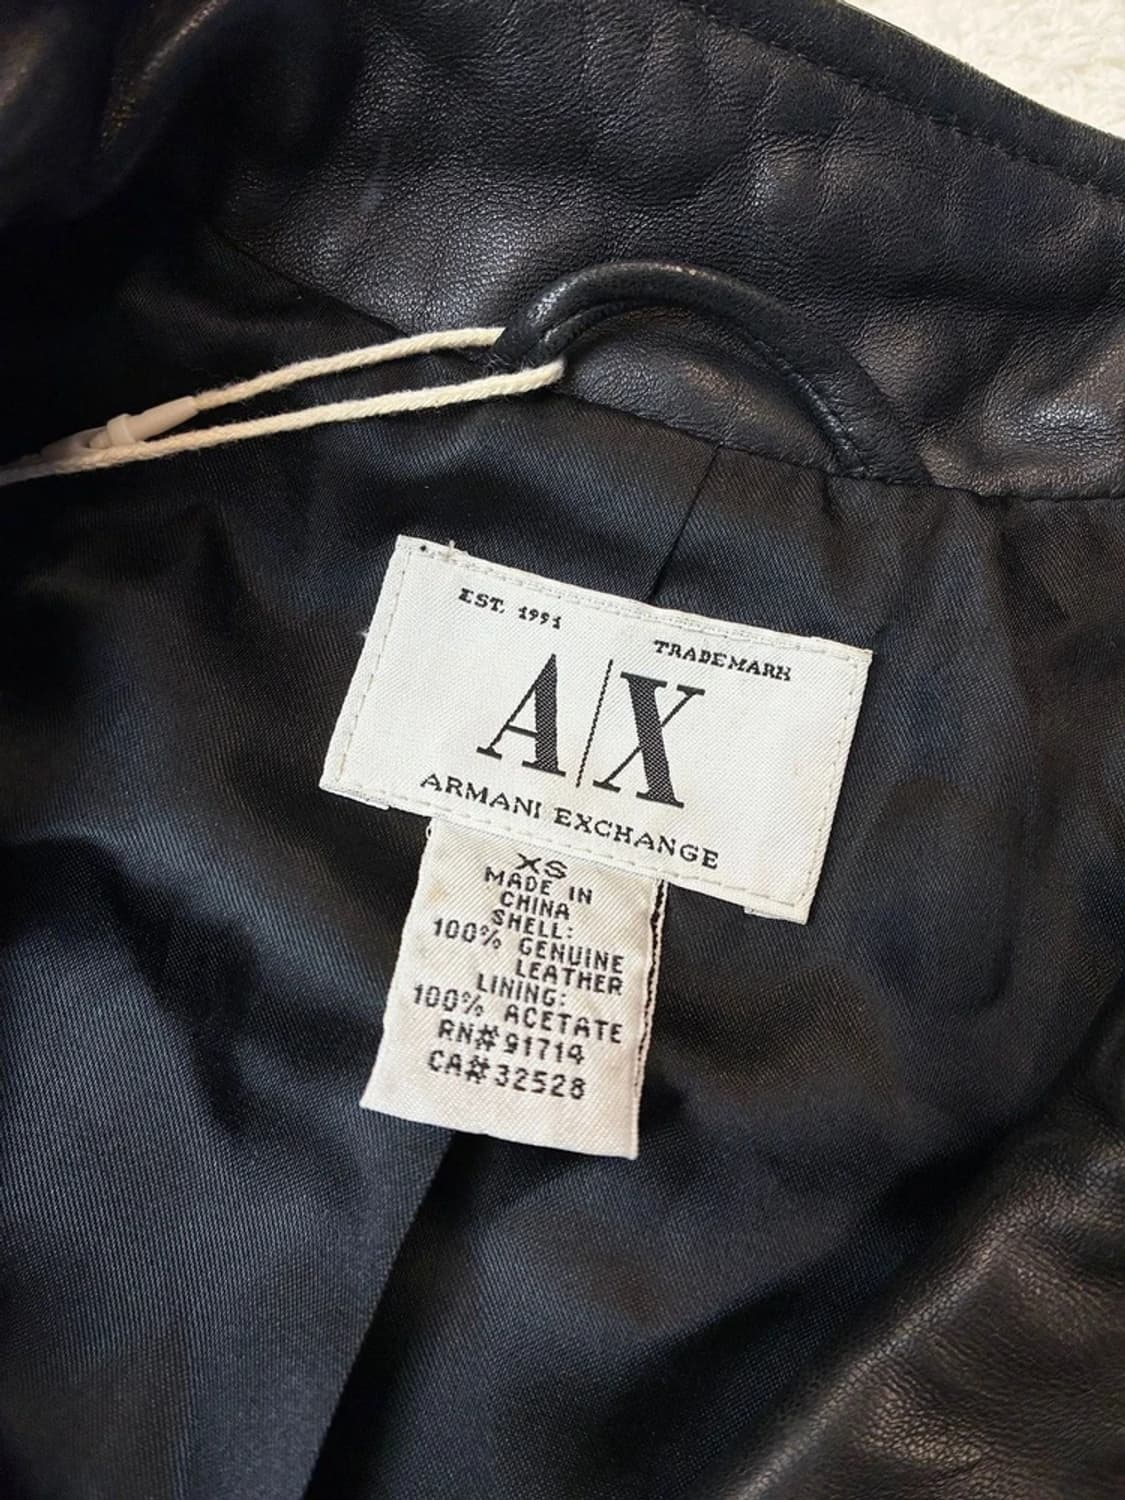 EST. 1991
TRADEMARK
A|X
ARMANI EXCHANGE
XS
MADE IN
CHINA
SHELL:
100% GENUINE
LEATHER
LINING:
100% ACETATE
RN# 91714
CA# 32528